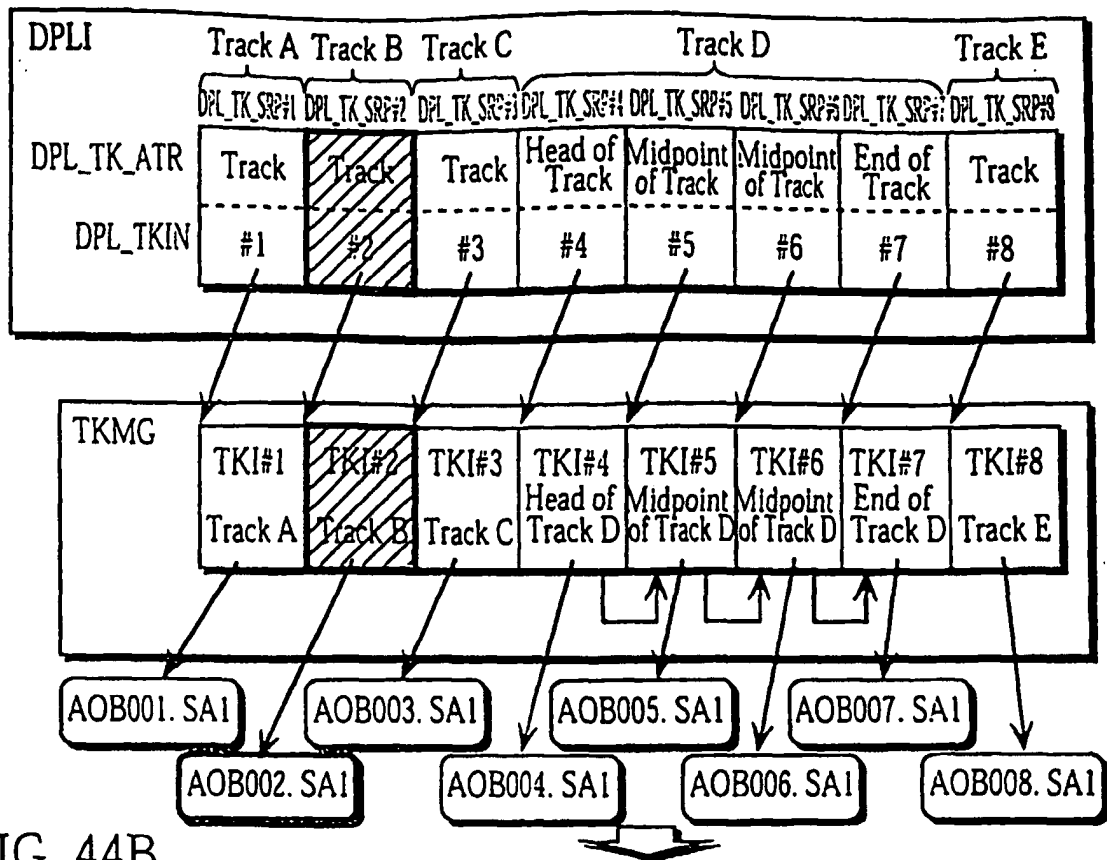 DPLI
Track A Track B Track C Track D Track E
DPL_TK_SRP#1 DPL_TK_SRP#2 DPL_TK_SRP#3 DPL_TK_SRP#4 DPL_TK_SRP#5 DPL_TK_SRP#6 DPL_TK_SRP#7 DPL_TK_SRP#8
DPL_TK_ATR Track Track Track Head of Track Midpoint of Track Midpoint of Track End of Track Track
DPL_TKIN #1 #2 #3 #4 #5 #6 #7 #8
TKMG
TKI#1 TKI#2 TKI#3 TKI#4 TKI#5 TKI#6 TKI#7 TKI#8
Track A Track B Track C Head of Track D Midpoint of Track D Midpoint of Track D End of Track D Track E
AOB001. SA1 AOB003. SA1 AOB005. SA1 AOB007. SA1
AOB002. SA1 AOB004. SA1 AOB006. SA1 AOB008. SA1
IG. 44B